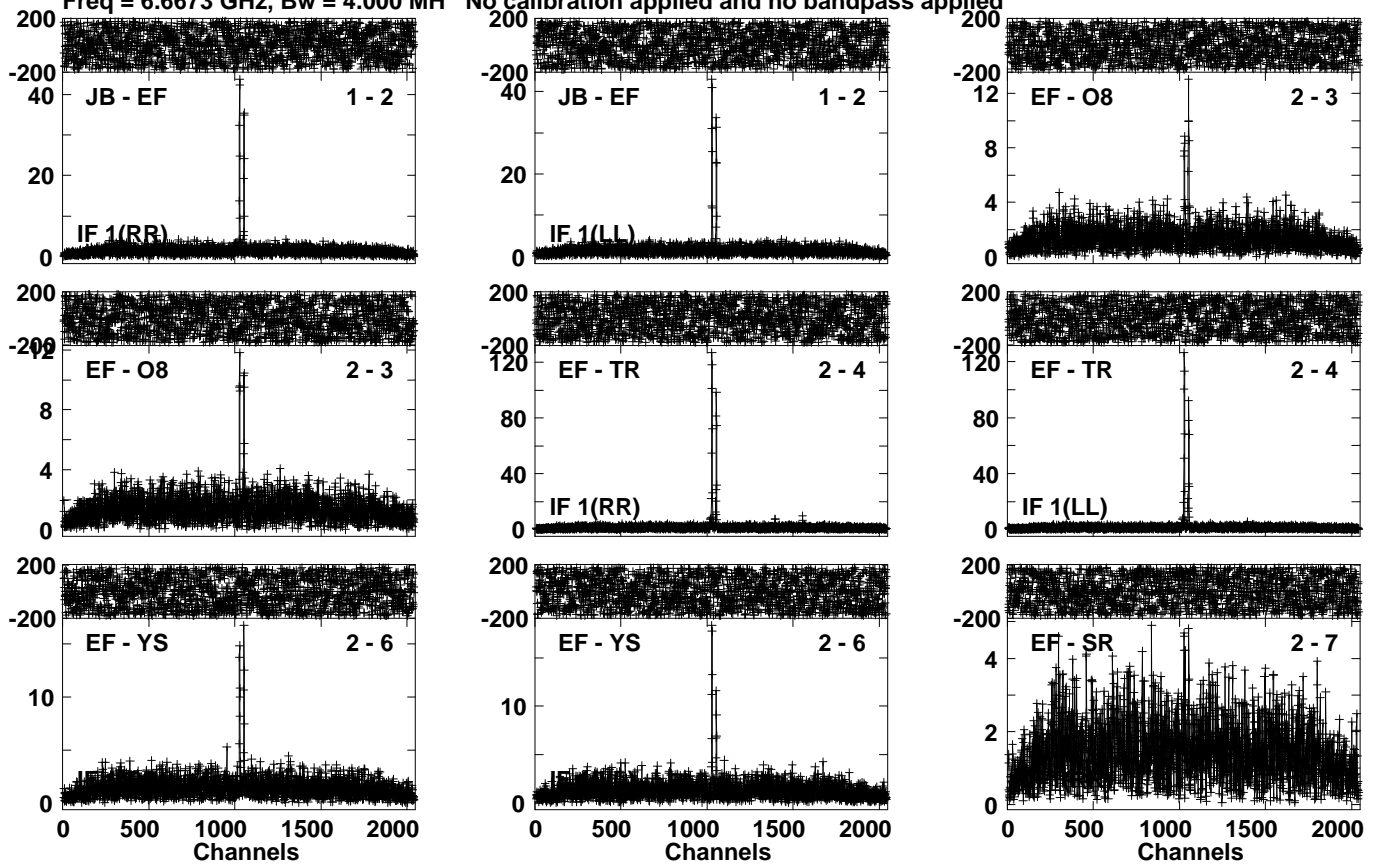 Freq = 6.6673 GHz, Bw = 4.000 MH No calibration applied and no bandpass applied
200 200 200
-200 -200 -200
JB - EF 1 - 2 JB - EF 1 - 2 EF - O8 2 - 3
40 40 12
20 20 8
4
IF 1(RR) IF 1(LL)
0 0 0
200 200 200
-200 -200 -200
12
EF - O8 2 - 3 EF - TR 2 - 4 EF - TR 2 - 4
120 120
8 80 80
4 40 40
IF 1(RR) IF 1(LL)
0 0 0
200 200 200
-200 -200 -200
EF - YS 2 - 6 EF - YS 2 - 6 EF - SR 2 - 7
4
10 10 2
0 0 0
0 500 1000 1500 2000 0 500 1000 1500 2000 0 500 1000 1500 2000
Channels Channels Channels